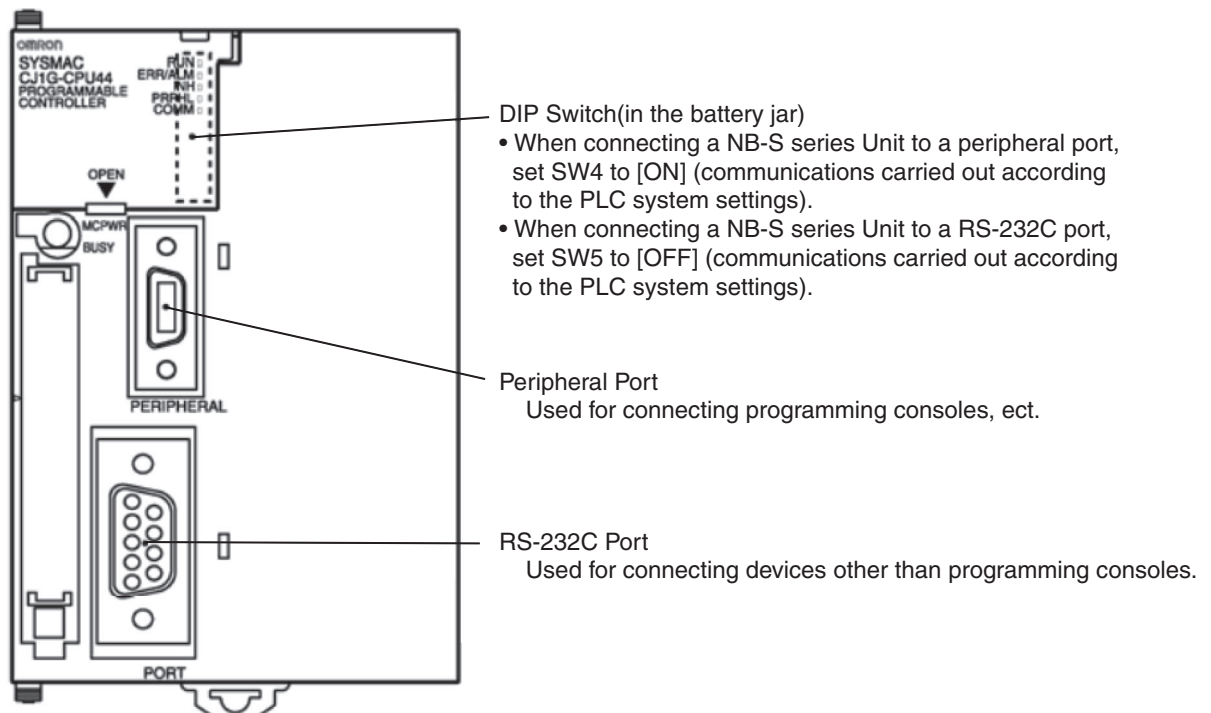 OMRON
SYSMAC
CJ1G-CPU44
PROGRAMMABLE
CONTROLLER
RUN
ERR/ALM
INH
PRPHL
COMM
OPEN
MCPWR
BUSY
PERIPHERAL
PORT
DIP Switch(in the battery jar)
• When connecting a NB-S series Unit to a peripheral port,
set SW4 to [ON] (communications carried out according
to the PLC system settings).
• When connecting a NB-S series Unit to a RS-232C port,
set SW5 to [OFF] (communications carried out according
to the PLC system settings).
Peripheral Port
Used for connecting programming consoles, ect.
RS-232C Port
Used for connecting devices other than programming consoles.